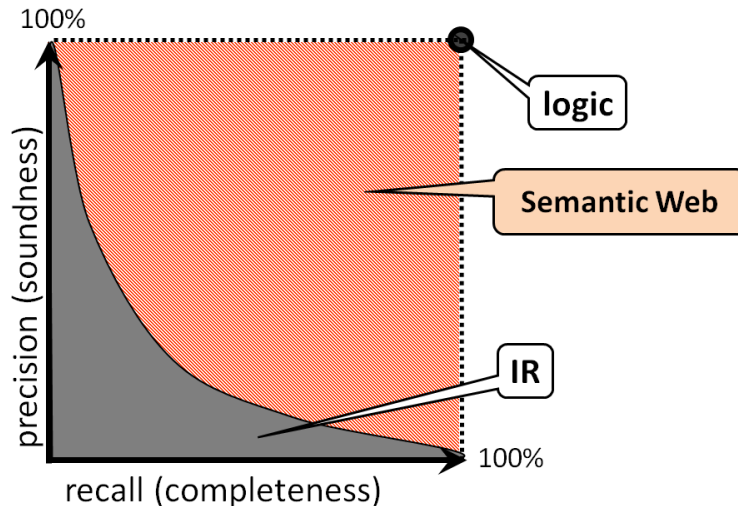 100%
logic
Semantic Web
precision (soundness)
IR
100%
recall (completeness)